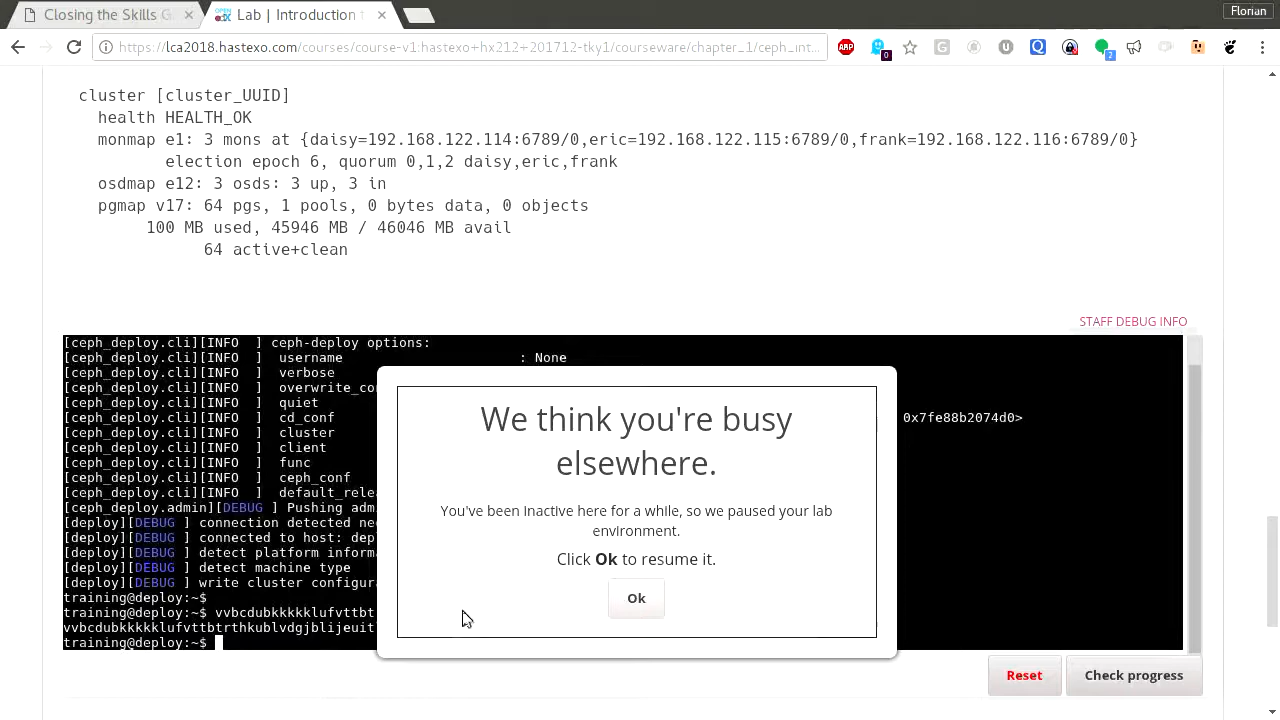 Closing the Skills G
Lab | Introduction t
Florian
https://lca2018.hastexo.com/courses/course-v1:hastexo+hx212+201712-tky1/courseware/chapter_1/ceph_int...
ABP
0
G
U
Q
2
cluster [cluster_UUID]
health HEALTH_OK
monmap e1: 3 mons at {daisy=192.168.122.114:6789/0,eric=192.168.122.115:6789/0,frank=192.168.122.116:6789/0}
election epoch 6, quorum 0,1,2 daisy,eric,frank
osdmap e12: 3 osds: 3 up, 3 in
pgmap v17: 64 pgs, 1 pools, 0 bytes data, 0 objects
100 MB used, 45946 MB / 46046 MB avail
64 active+clean
STAFF DEBUG INFO
[ceph_deploy.cli][INFO  ] ceph-deploy options:
[ceph_deploy.cli][INFO  ]  username                      : None
[ceph_deploy.cli][INFO  ]  verbose
[ceph_deploy.cli][INFO  ]  overwrite_co
[ceph_deploy.cli][INFO  ]  quiet
[ceph_deploy.cli][INFO  ]  cd_conf 0x7fe88b2074d0>
[ceph_deploy.cli][INFO  ]  cluster
[ceph_deploy.cli][INFO  ]  client
[ceph_deploy.cli][INFO  ]  func
[ceph_deploy.cli][INFO  ]  ceph_conf
[ceph_deploy.cli][INFO  ]  default_relea
[ceph_deploy.admin][DEBUG ] Pushing adm
[deploy][DEBUG ] connection detected nee
[deploy][DEBUG ] connected to host: dep
[deploy][DEBUG ] detect platform informa
[deploy][DEBUG ] detect machine type
[deploy][DEBUG ] write cluster configura
training@deploy:~$
training@deploy:~$ vvbcdubkkkkklufvttbt
vvbcdubkkkkklufvttbtrthkublvdgjblijeuit
training@deploy:~$
We think you're busy
elsewhere.
You've been inactive here for a while, so we paused your lab
environment.
Click Ok to resume it.
Ok
Reset
Check progress